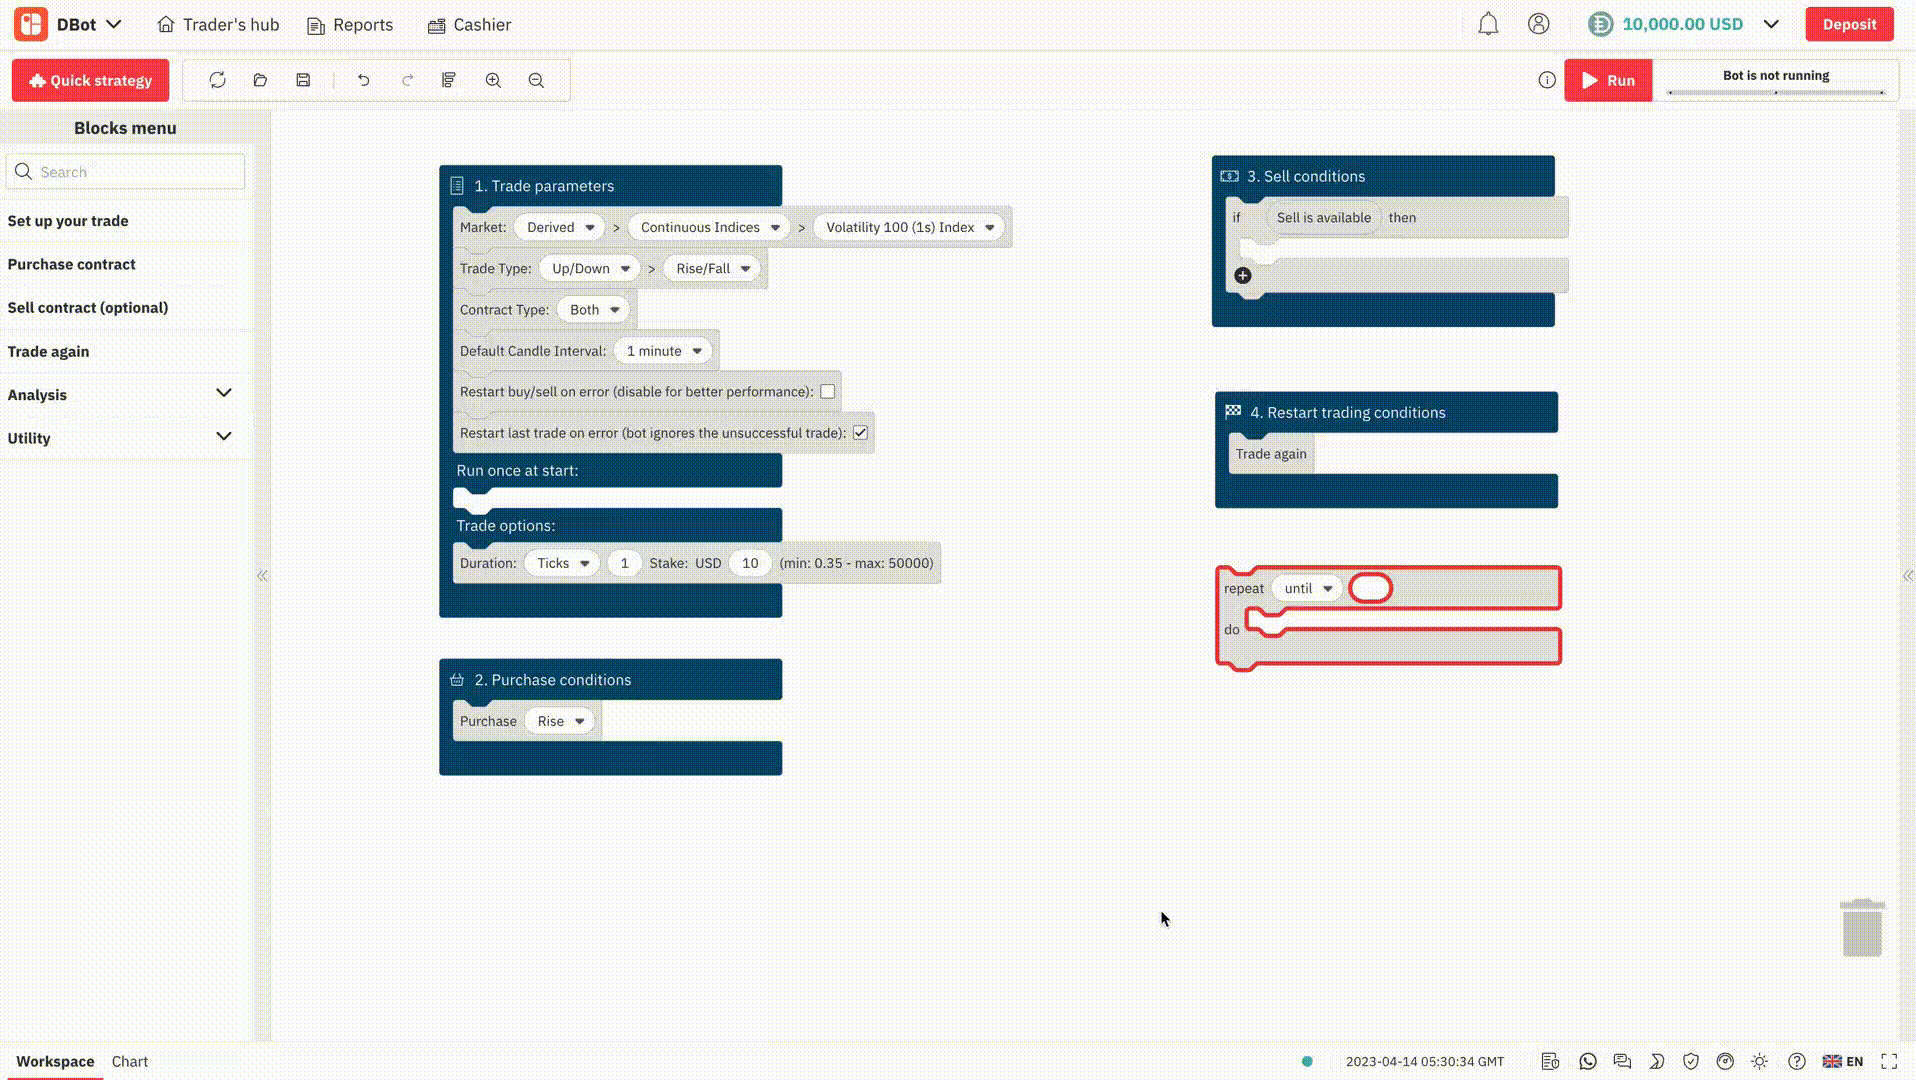 DBot Trader's hub Reports Cashier 10,000.00 USD Deposit
Quick strategy Run Bot is not running
Blocks menu
Search
Set up your trade
Purchase contract
Sell contract (optional)
Trade again
Analysis
Utility
1. Trade parameters
Market: Derived > Continuous Indices > Volatility 100 (1s) Index
Trade Type: Up/Down > Rise/Fall
Contract Type: Both
Default Candle Interval: 1 minute
Restart buy/sell on error (disable for better performance):
Restart last trade on error (bot ignores the unsuccessful trade):
Run once at start:
Trade options:
Duration: Ticks 1 Stake: USD 10 (min: 0.35 - max: 50000)
2. Purchase conditions
Purchase Rise
3. Sell conditions
if Sell is available then
4. Restart trading conditions
Trade again
repeat until
do
Workspace Chart 2023-04-14 05:30:34 GMT EN